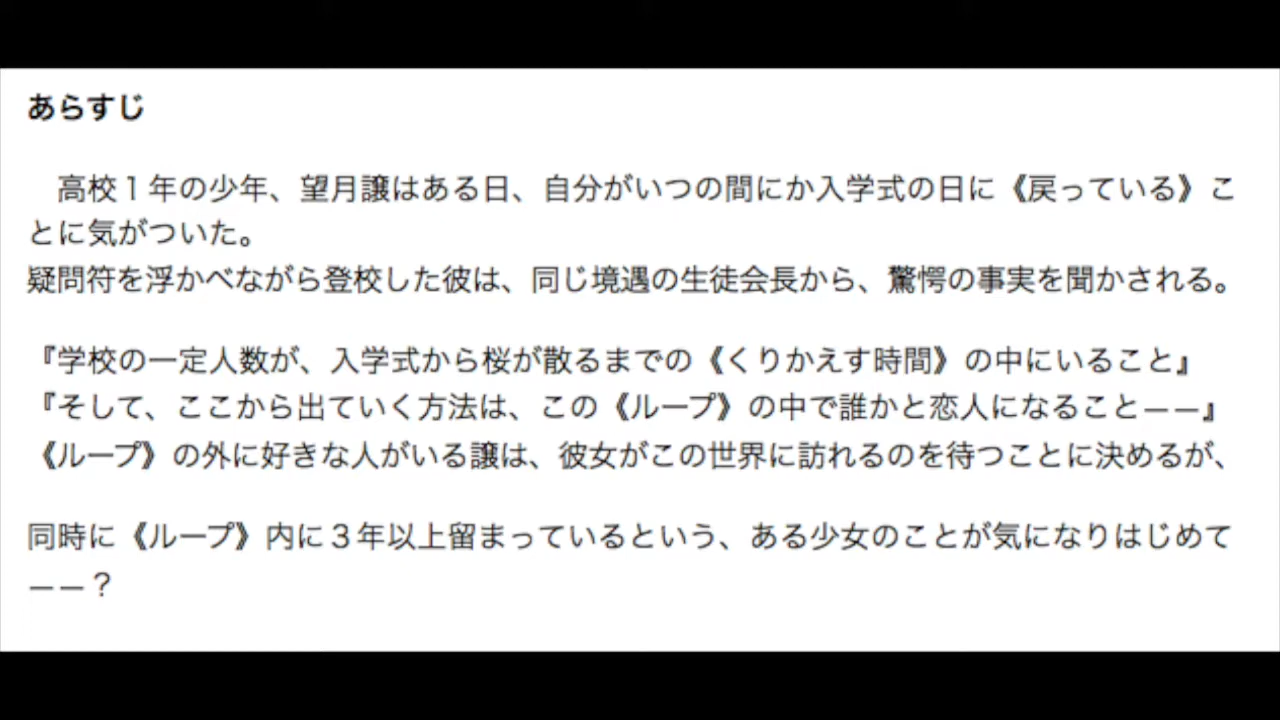 あらすじ
　高校１年の少年、望月譲はある日、自分がいつの間にか入学式の日に《戻っている》こ
とに気がついた。
疑問符を浮かべながら登校した彼は、同じ境遇の生徒会長から、驚愕の事実を聞かされる。
『学校の一定人数が、入学式から桜が散るまでの《くりかえす時間》の中にいること』
『そして、ここから出ていく方法は、この《ループ》の中で誰かと恋人になること——』
《ループ》の外に好きな人がいる譲は、彼女がこの世界に訪れるのを待つことに決めるが、
同時に《ループ》内に３年以上留まっているという、ある少女のことが気になりはじめて
——？